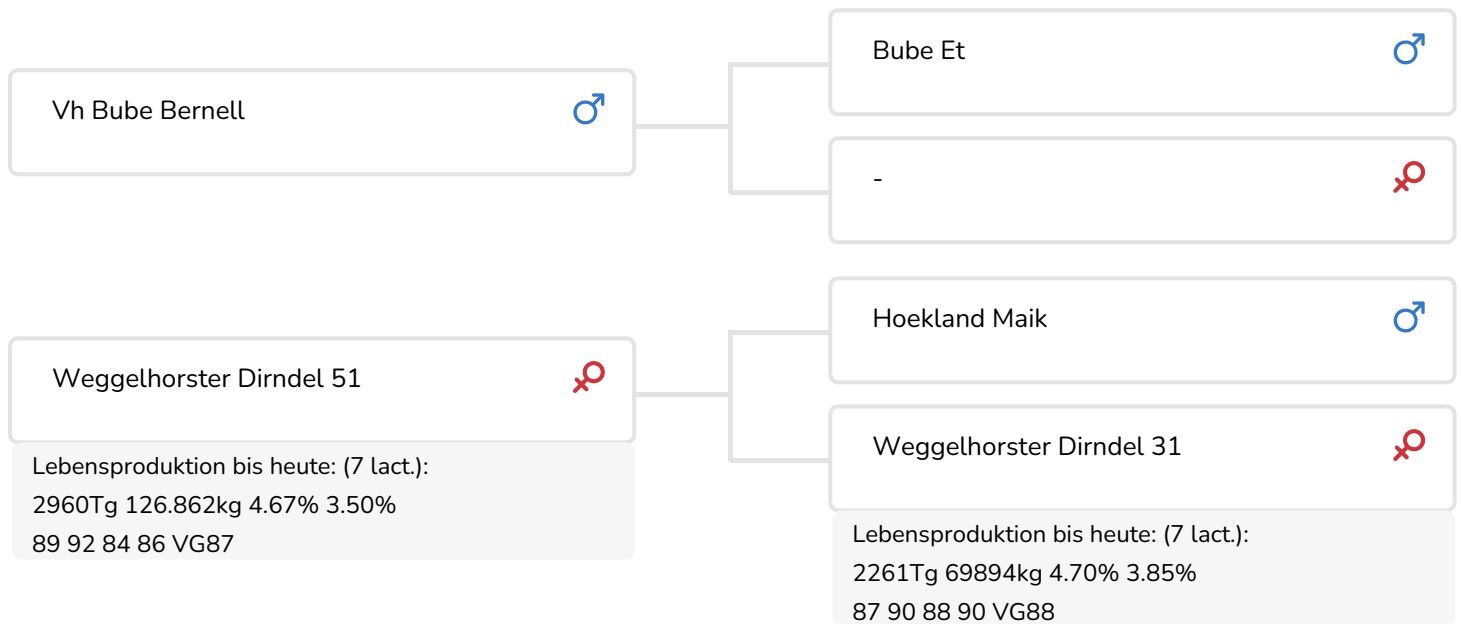 Vh Bube Bernell
Bube Et
-
Weggelhorster Dirndel 51
Lebensproduktion bis heute: (7 lact.):
2960Tg 126.862kg 4.67% 3.50%
89 92 84 86 VG87
Hoekland Maik
Weggelhorster Dirndel 31
Lebensproduktion bis heute: (7 lact.):
2261Tg 69894kg 4.70% 3.85%
87 90 88 90 VG88